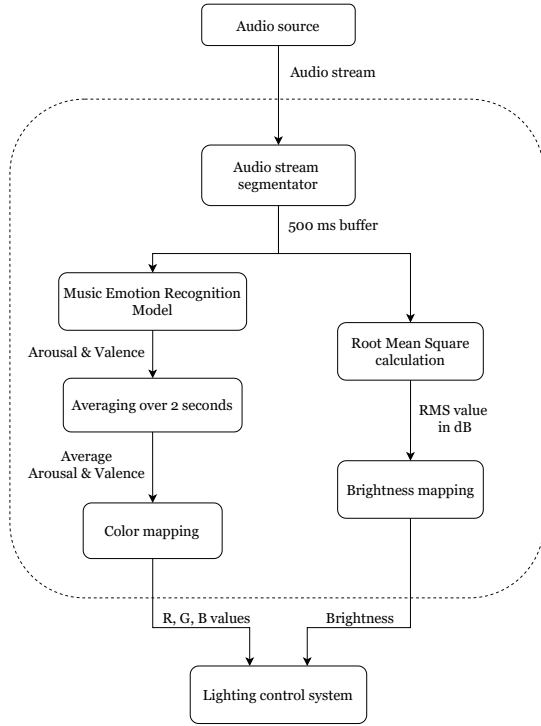 Audio source
Audio stream
Audio stream
segmentator
500 ms buffer
Music Emotion Recognition
Model
Arousal & Valence
Averaging over 2 seconds
Average
Arousal & Valence
Color mapping
Root Mean Square
calculation
RMS value
in dB
Brightness mapping
R, G, B values
Brightness
Lighting control system